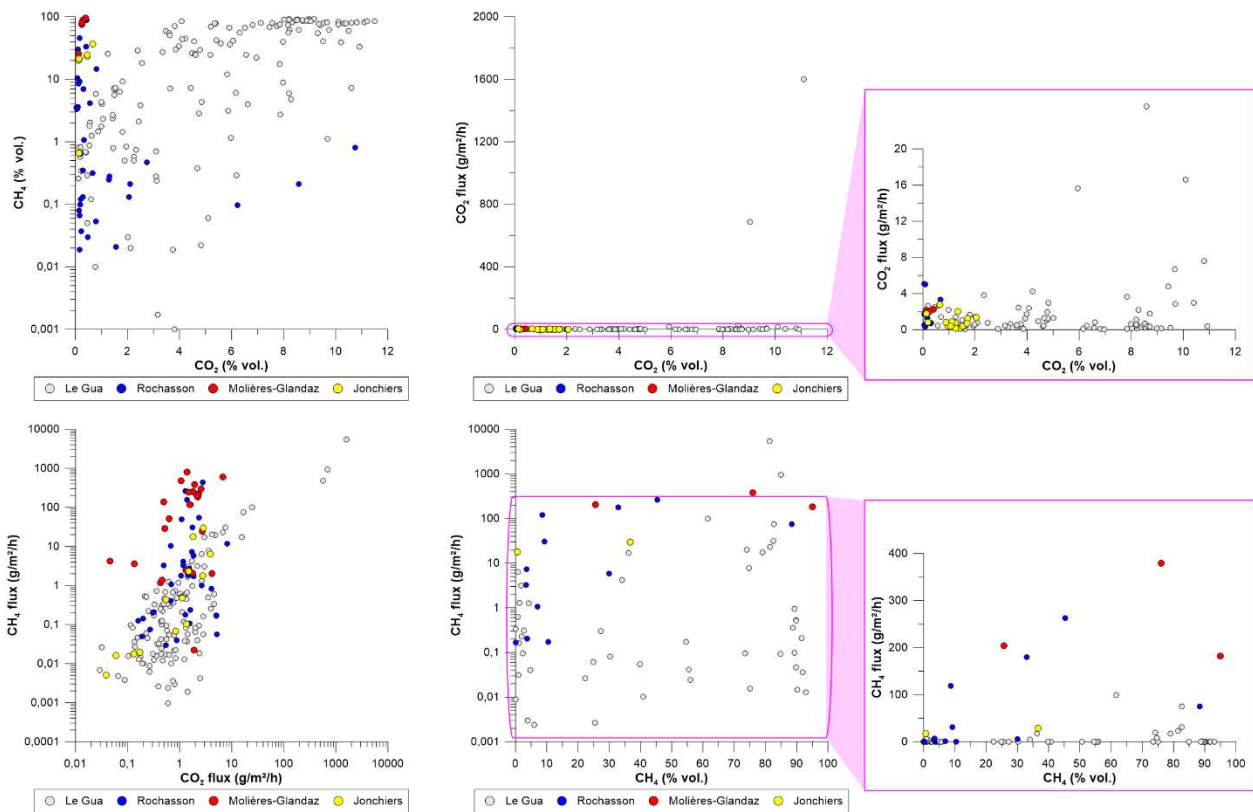 CH₄ (% vol.)
100
10
1
0,1
0,01
0,001
0 2 4 6 8 10 12
CO₂ (% vol.)
Le Gua Rochasson Molières-Glandaz Jonchiers
CO₂ flux (g/m²/h)
2000
1600
1200
800
400
0
0 2 4 6 8 10 12
CO₂ (% vol.)
Le Gua Rochasson Molières-Glandaz Jonchiers
CO₂ flux (g/m²/h)
20
16
12
8
4
0
0 2 4 6 8 10 12
CO₂ (% vol.)
CH₄ flux (g/m²/h)
10000
1000
100
10
1
0,1
0,01
0,001
0,0001
0,01 0,1 1 10 100 1000 10000
CO₂ flux (g/m²/h)
Le Gua Rochasson Molières-Glandaz Jonchiers
CH₄ flux (g/m²/h)
10000
1000
100
10
1
0,1
0,01
0,001
0 10 20 30 40 50 60 70 80 90 100
CH₄ (% vol.)
Le Gua Rochasson Molières-Glandaz Jonchiers
CH₄ flux (g/m²/h)
400
300
200
100
0
0 10 20 30 40 50 60 70 80 90 100
CH₄ (% vol.)